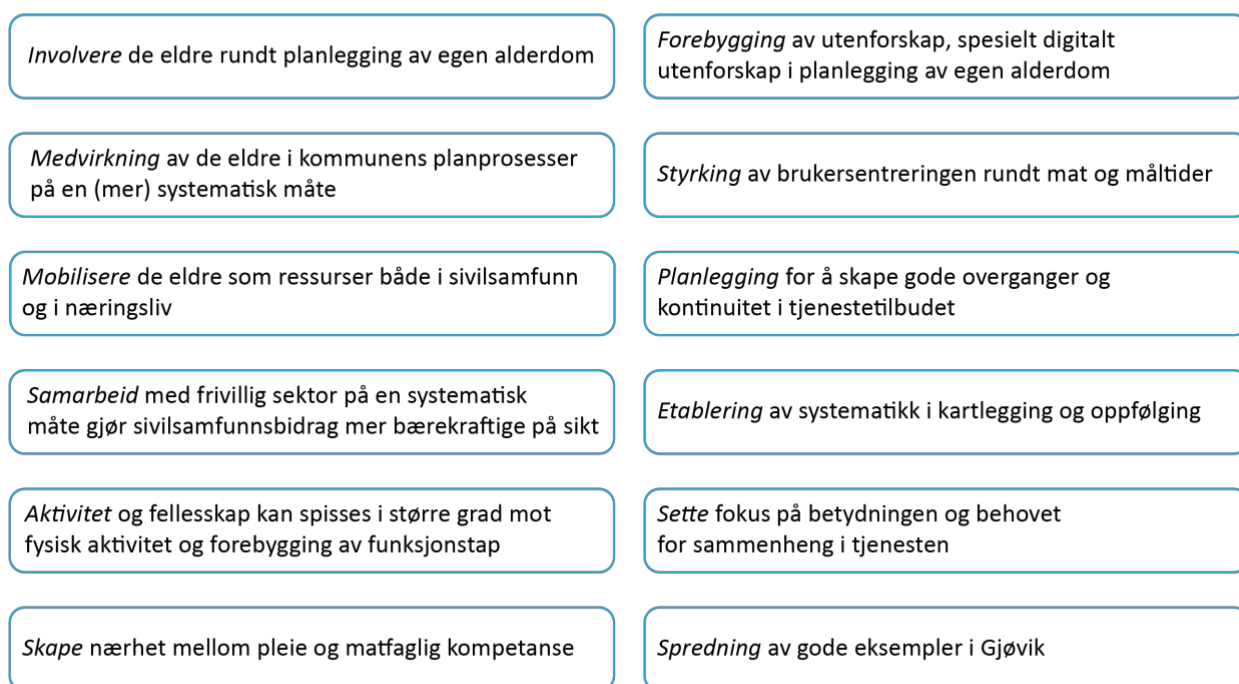 Involvere de eldre rundt planlegging av egen alderdom
Forebygging av utenforskap, spesielt digitalt
utenforskap i planlegging av egen alderdom
Medvirkning av de eldre i kommunens planprosesser
på en (mer) systematisk måte
Styrking av brukersentreringen rundt mat og måltider
Mobilisere de eldre som ressurser både i sivilsamfunn
og i næringsliv
Planlegging for å skape gode overganger og
kontinuitet i tjenestetilbudet
Samarbeid med frivillig sektor på en systematisk
måte gjør sivilsamfunnsbidrag mer bærekraftige på sikt
Etablering av systematikk i kartlegging og oppfølging
Aktivitet og fellesskap kan spisses i større grad mot
fysisk aktivitet og forebygging av funksjonstap
Sette fokus på betydningen og behovet
for sammenheng i tjenesten
Skape nærhet mellom pleie og matfaglig kompetanse
Spredning av gode eksempler i Gjøvik